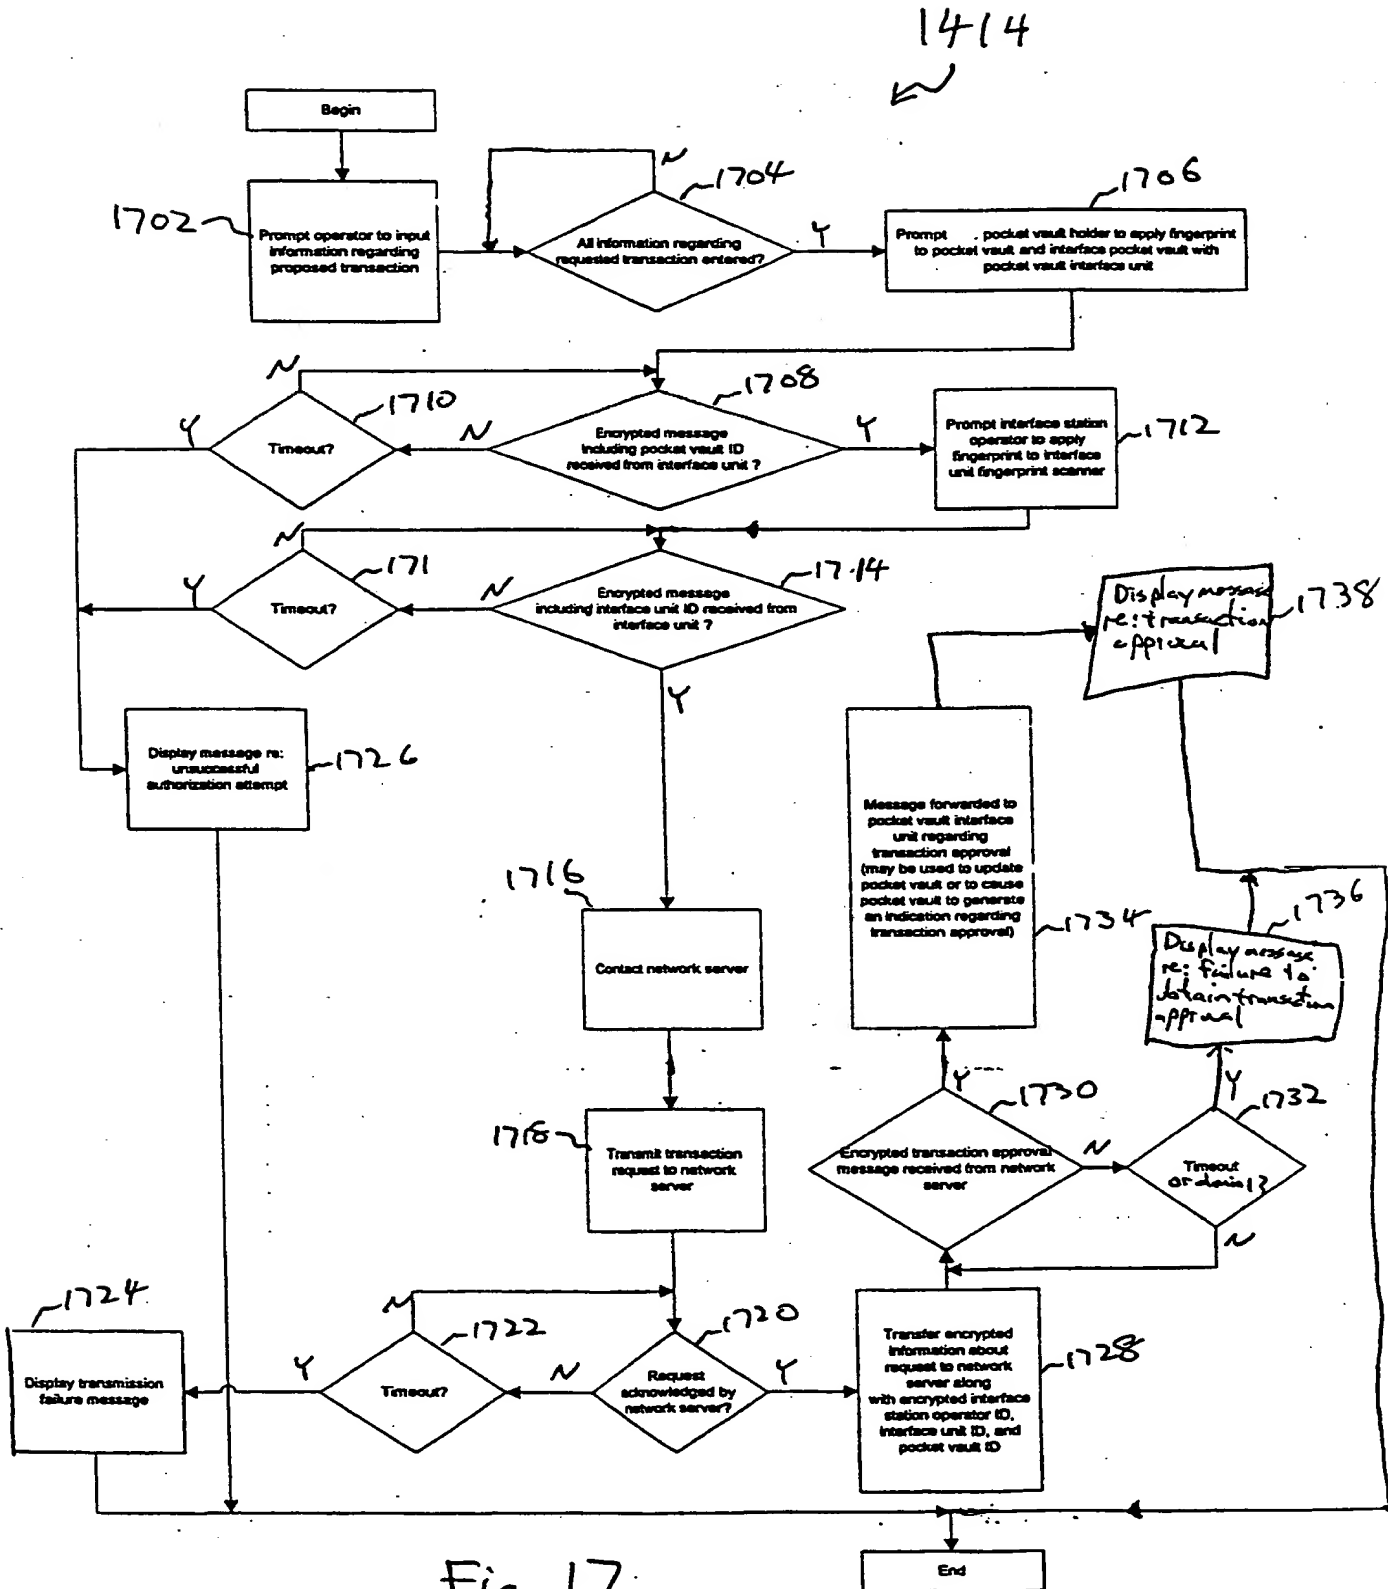 1414
Begin
1702
Prompt operator to input
information regarding
proposed transaction
N
1704
All information regarding
requested transaction entered?
Y
1706
Prompt pocket vault holder to apply fingerprint
to pocket vault and interface pocket vault with
pocket vault interface unit
N
1710
Y
Timeout?
N
1708
Encrypted message
including pocket vault ID
received from interface unit ?
Y
1712
Prompt interface station
operator to apply
fingerprint to interface
unit fingerprint scanner
N
171
Y
Timeout?
N
1714
Encrypted message
including interface unit ID received from
interface unit ?
Y
1738
Display message
re: transaction
approval
1726
Display message re:
unsuccessful
authorization attempt
Message forwarded to
pocket vault interface
unit regarding
transaction approval
(may be used to update
pocket vault or to cause
pocket vault to generate
an indication regarding
transaction approval)
1734
1716
Contact network server
1736
Display message
re: failure to
obtain transaction
approval
1718
Transmit transaction
request to network
server
Y
1730
Encrypted transaction approval
message received from network
server
N
Y
1732
Timeout
or denial?
N
1724
Display transmission
failure message
N
1722
Y
Timeout?
N
1720
Request
acknowledged by
network server?
Y
Transfer encrypted
information about
request to network
server along
with encrypted interface
station operator ID,
interface unit ID, and
pocket vault ID
1728
End
Fig. 17